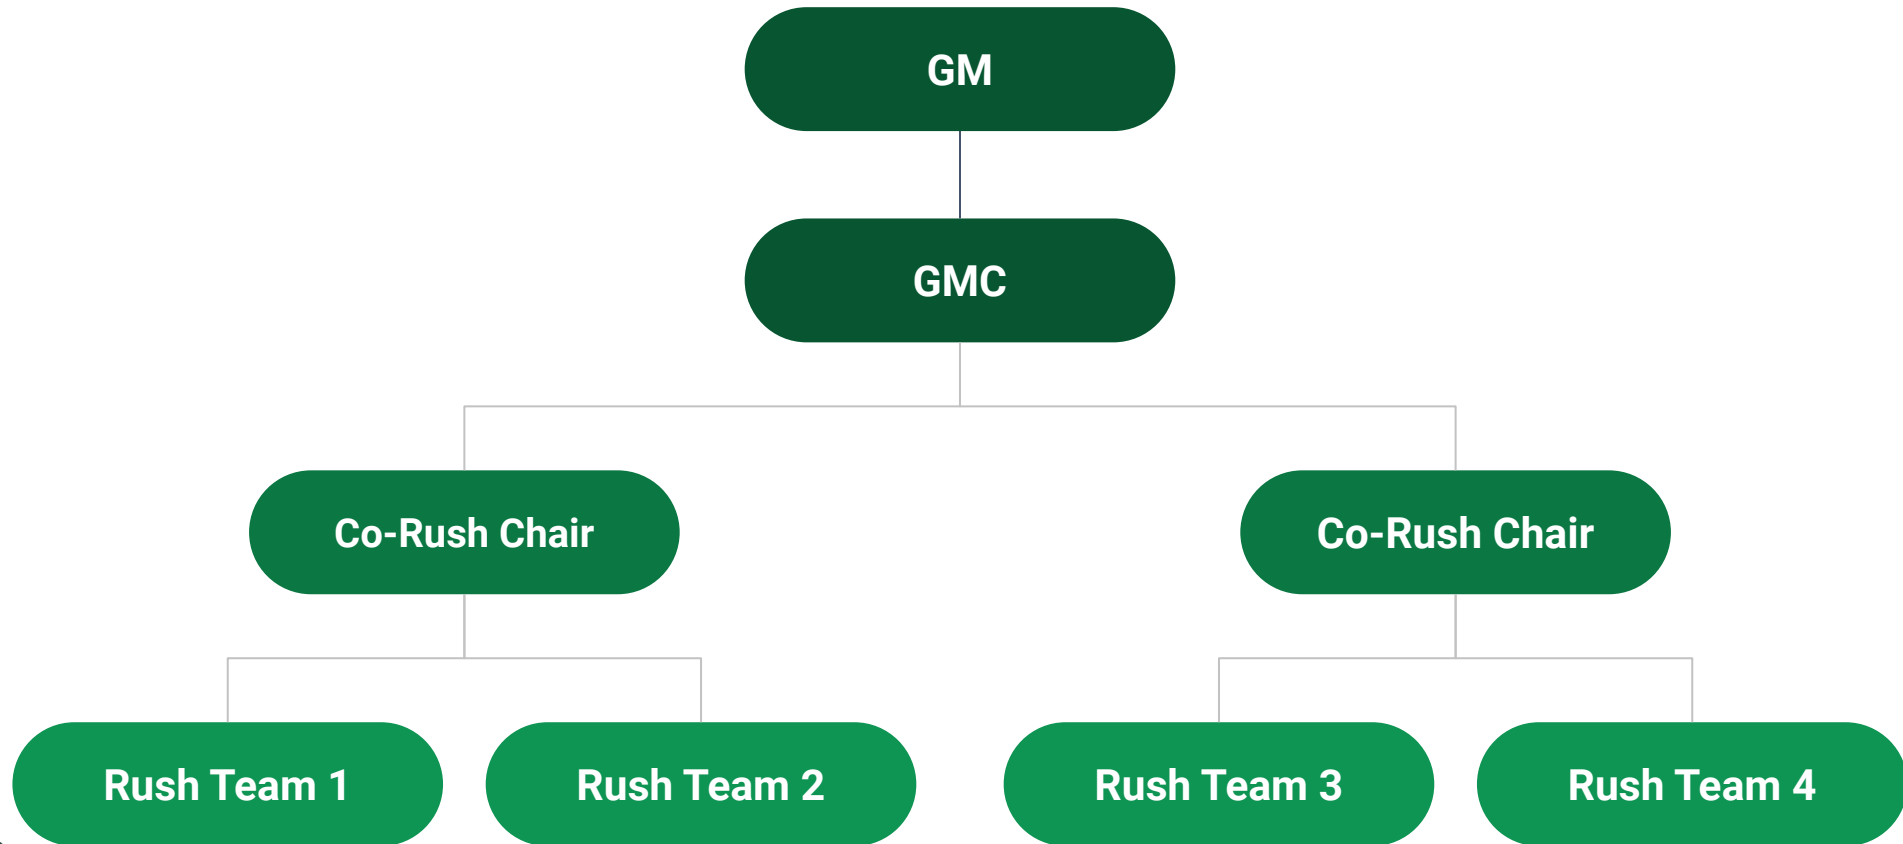 GM
GMC
Co-Rush Chair
Co-Rush Chair
Rush Team 1
Rush Team 2
Rush Team 3
Rush Team 4